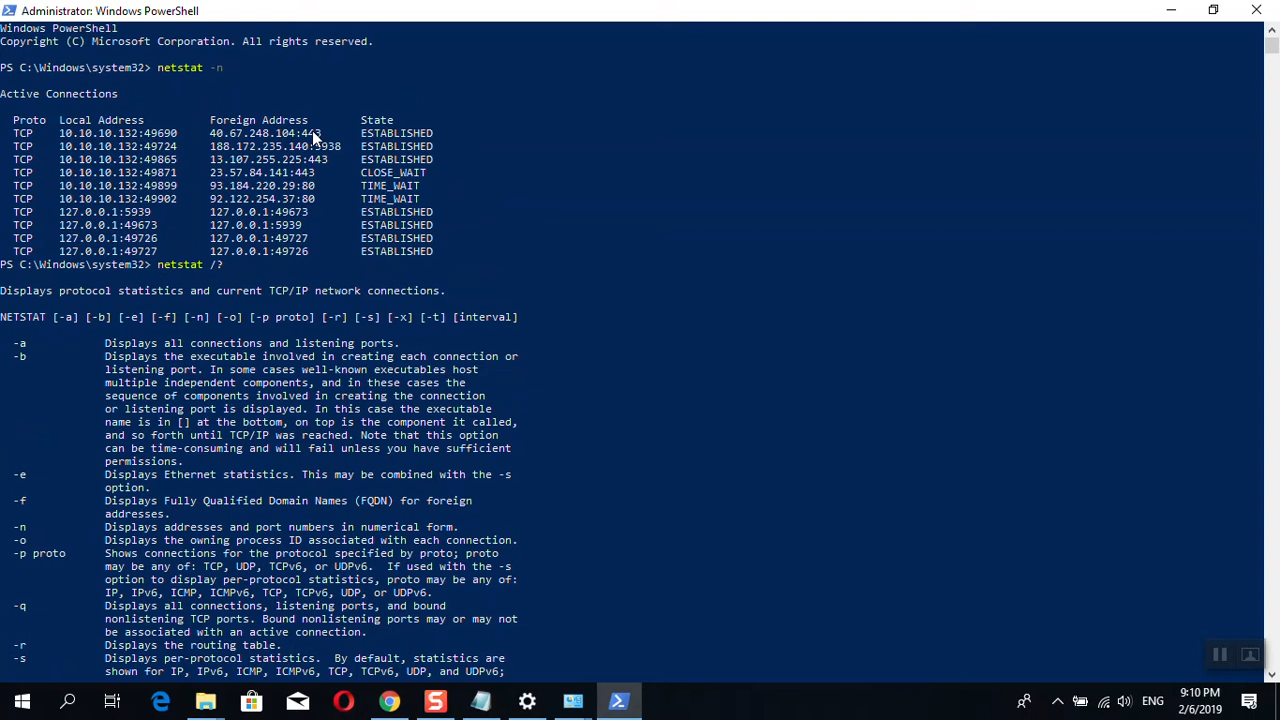 Administrator: Windows PowerShell
Windows PowerShell
Copyright (C) Microsoft Corporation. All rights reserved.
PS C:\Windows\system32> netstat -n
Active Connections
Proto Local Address Foreign Address State
TCP 10.10.10.132:49690 40.67.248.104:443 ESTABLISHED
TCP 10.10.10.132:49724 188.172.235.140:5938 ESTABLISHED
TCP 10.10.10.132:49865 13.107.255.225:443 ESTABLISHED
TCP 10.10.10.132:49871 23.57.84.141:443 CLOSE_WAIT
TCP 10.10.10.132:49899 93.184.220.29:80 TIME_WAIT
TCP 10.10.10.132:49902 92.122.254.37:80 TIME_WAIT
TCP 127.0.0.1:5939 127.0.0.1:49673 ESTABLISHED
TCP 127.0.0.1:49673 127.0.0.1:5939 ESTABLISHED
TCP 127.0.0.1:49726 127.0.0.1:49727 ESTABLISHED
TCP 127.0.0.1:49727 127.0.0.1:49726 ESTABLISHED
PS C:\Windows\system32> netstat /?
Displays protocol statistics and current TCP/IP network connections.
NETSTAT [-a] [-b] [-e] [-f] [-n] [-o] [-p proto] [-r] [-s] [-x] [-t] [interval]
-a Displays all connections and listening ports.
-b Displays the executable involved in creating each connection or
listening port. In some cases well-known executables host
multiple independent components, and in these cases the
sequence of components involved in creating the connection
or listening port is displayed. In this case the executable
name is in [] at the bottom, on top is the component it called,
and so forth until TCP/IP was reached. Note that this option
can be time-consuming and will fail unless you have sufficient
permissions.
-e Displays Ethernet statistics. This may be combined with the -s
option.
-f Displays Fully Qualified Domain Names (FQDN) for foreign
addresses.
-n Displays addresses and port numbers in numerical form.
-o Displays the owning process ID associated with each connection.
-p proto Shows connections for the protocol specified by proto; proto
may be any of: TCP, UDP, TCPv6, or UDPv6. If used with the -s
option to display per-protocol statistics, proto may be any of:
IP, IPv6, ICMP, ICMPv6, TCP, TCPv6, UDP, or UDPv6.
-q Displays all connections, listening ports, and bound
nonlistening TCP ports. Bound nonlistening ports may or may not
be associated with an active connection.
-r Displays the routing table.
-s Displays per-protocol statistics. By default, statistics are
shown for IP, IPv6, ICMP, ICMPv6, TCP, TCPv6, UDP, and UDPv6;
ENG
9:10 PM
2/6/2019